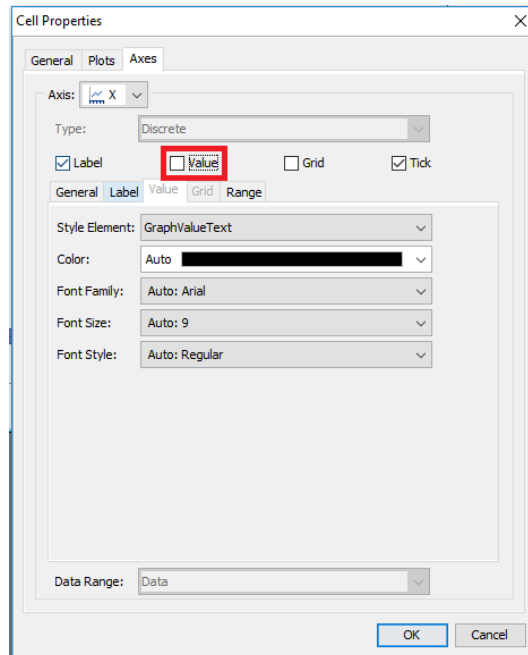 Cell Properties
General Plots Axes
Axis: X
Type: Discrete
Label Value Grid Tick
General Label Value Grid Range
Style Element: GraphValueText
Color: Auto
Font Family: Auto: Arial
Font Size: Auto: 9
Font Style: Auto: Regular
Data Range: Data
OK Cancel